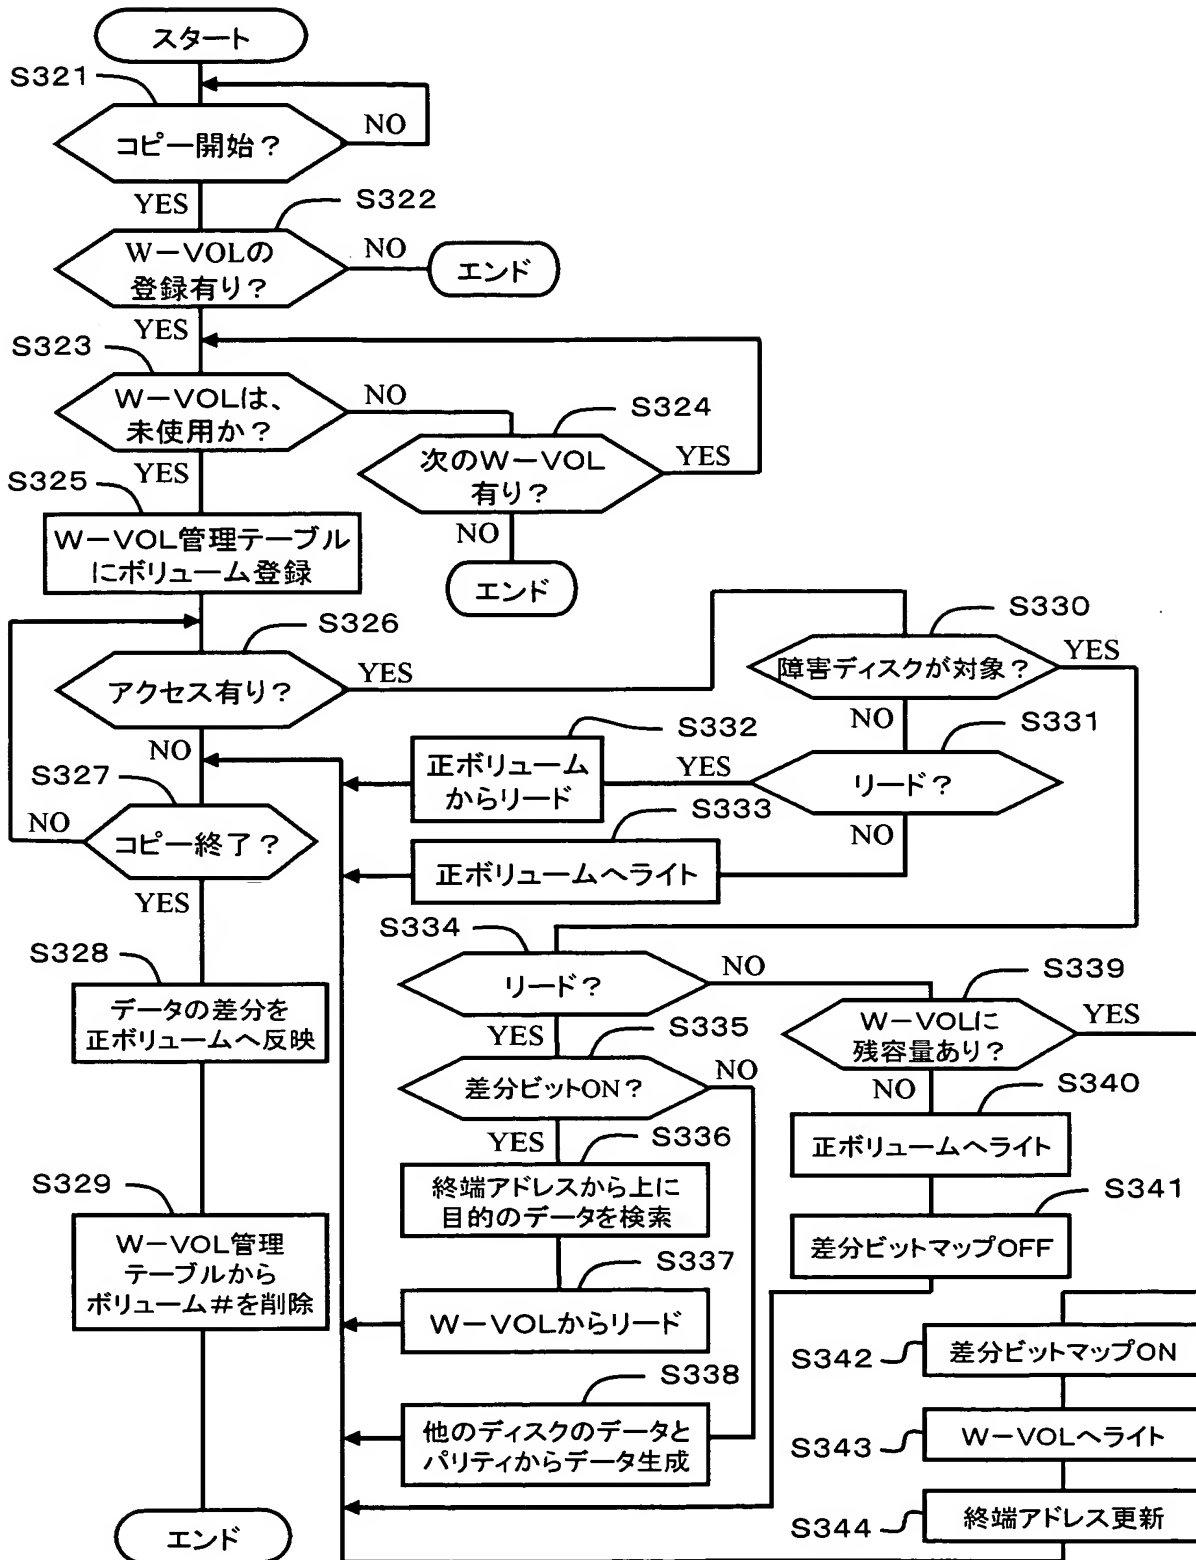 スタート
S321
コピー開始？
NO
YES
S322
W－VOLの
登録有り？
NO
エンド
YES
S323
W－VOLは、
未使用か？
NO
S324
次のW－VOL
有り？
YES
NO
エンド
YES
S325
W－VOL管理テーブル
にボリューム登録
S326
アクセス有り？
YES
NO
S330
障害ディスクが対象？
YES
NO
S331
リード？
YES
S332
正ボリューム
からリード
NO
S333
正ボリュームへライト
S327
コピー終了？
NO
YES
S328
データの差分を
正ボリュームへ反映
S329
W－VOL管理
テーブルから
ボリューム＃を削除
エンド
S334
リード？
NO
YES
S335
差分ビットON？
NO
YES
S336
終端アドレスから上に
目的のデータを検索
S337
W－VOLからリード
S338
他のディスクのデータと
パリティからデータ生成
S339
W－VOLに
残容量あり？
YES
NO
S340
正ボリュームへライト
S341
差分ビットマップOFF
S342
差分ビットマップON
S343
W－VOLへライト
S344
終端アドレス更新